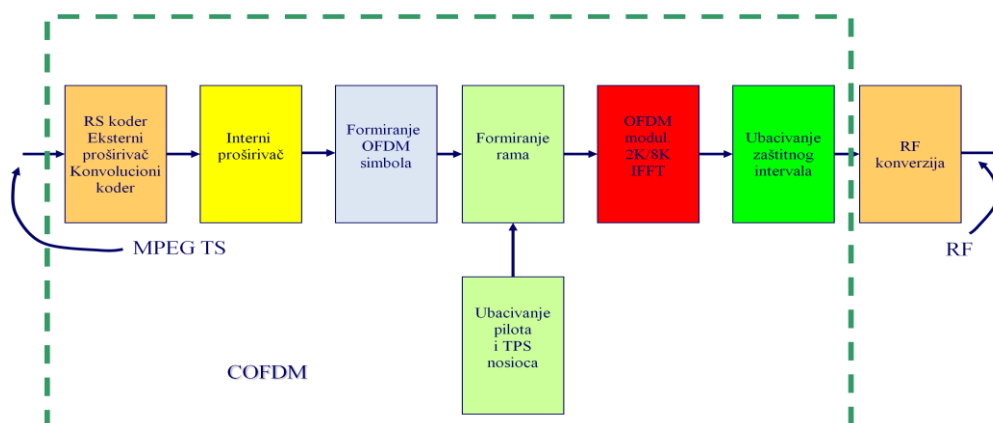 RS koder
Eksterni
proširivač
Konvolucioni
koder
Interni
proširivač
Formiranje
OFDM
simbola
Formiranje
rama
OFDM
modul.
2K/8K
IFFT
Ubacivanje
zaštitnog
intervala
RF
konverzija
MPEG TS
RF
Ubacivanje
pilota
i TPS
nosioca
COFDM